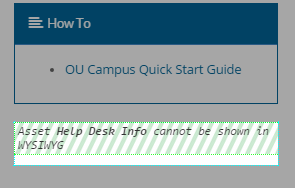 How To
OU Campus Quick Start Guide
Asset Help Desk Info cannot be shown in
WYSIWYG